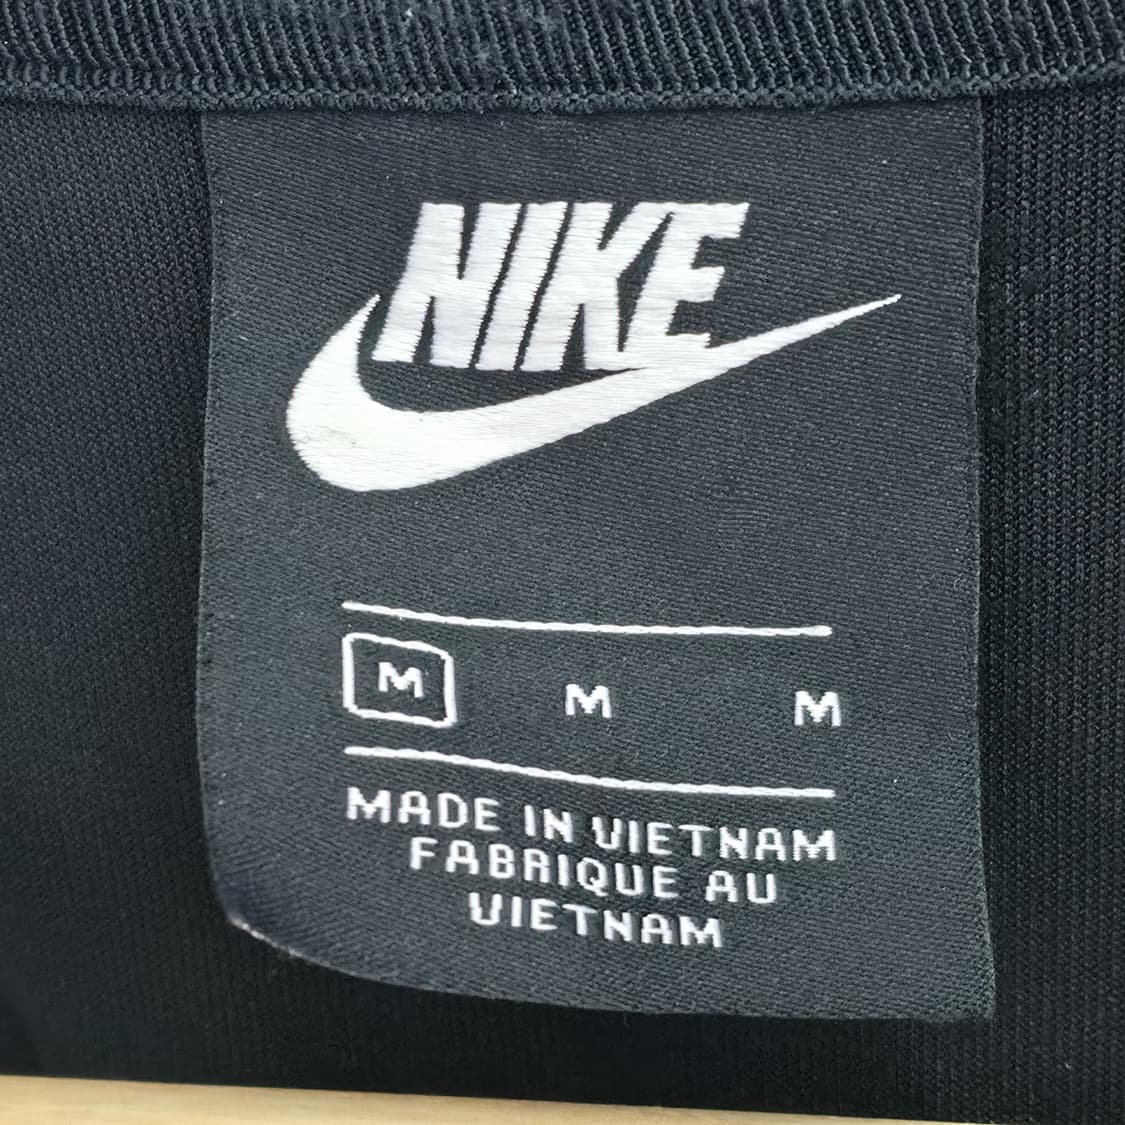 NIKE
M M M
MADE IN VIETNAM
FABRIQUE AU
VIETNAM